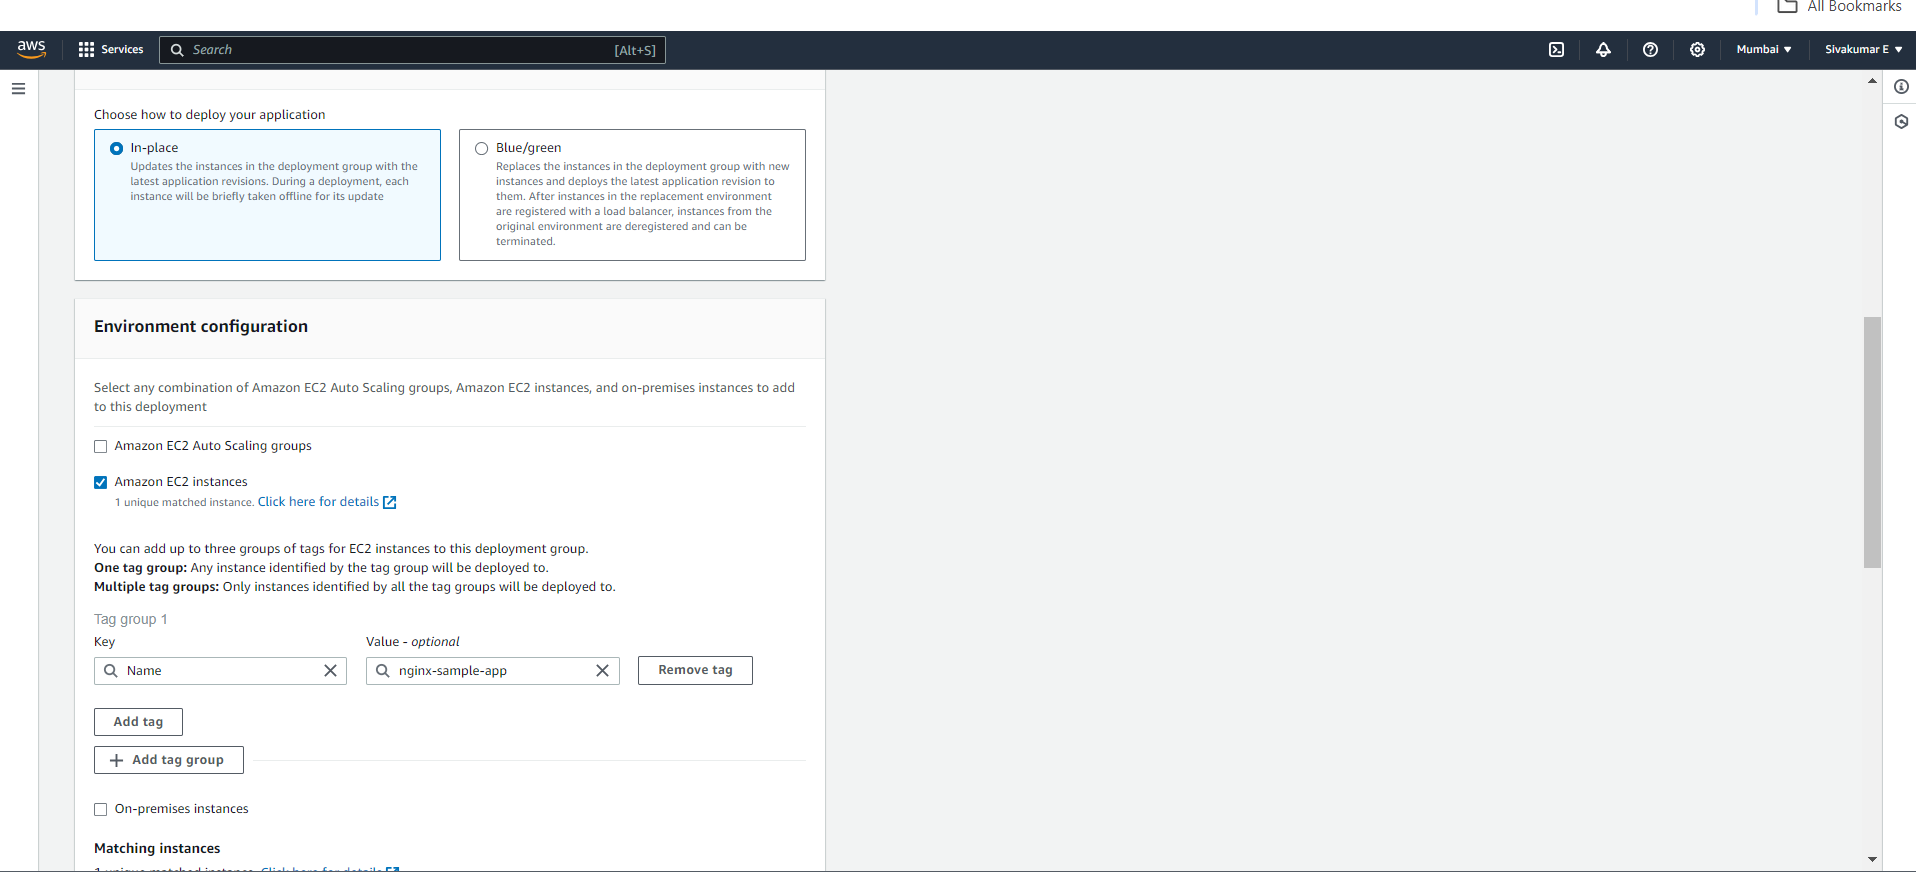 All Bookmarks
aws
Services
Search
[Alt+S]
Mumbai
Sivakumar E
Choose how to deploy your application
In-place
Updates the instances in the deployment group with the
latest application revisions. During a deployment, each
instance will be briefly taken offline for its update
Blue/green
Replaces the instances in the deployment group with new
instances and deploys the latest application revision to
them. After instances in the replacement environment
are registered with a load balancer, instances from the
original environment are deregistered and can be
terminated.
Environment configuration
Select any combination of Amazon EC2 Auto Scaling groups, Amazon EC2 instances, and on-premises instances to add
to this deployment
Amazon EC2 Auto Scaling groups
Amazon EC2 instances
1 unique matched instance. Click here for details
You can add up to three groups of tags for EC2 instances to this deployment group.
One tag group: Any instance identified by the tag group will be deployed to.
Multiple tag groups: Only instances identified by all the tag groups will be deployed to.
Tag group 1
Key
Value - optional
Name
nginx-sample-app
Remove tag
Add tag
Add tag group
On-premises instances
Matching instances
1 unique matched instance. Click here for details